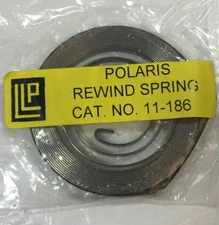 LLP
POLARIS
REWIND SPRING
CAT. NO. 11-186